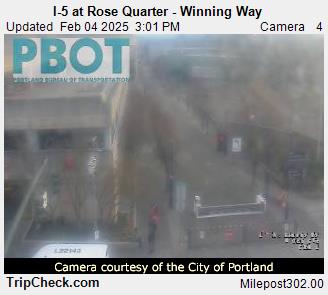 I-5 at Rose Quarter - Winning Way
Updated Feb 04 2025 3:01 PM Camera 4
PBOT
PORTLAND BUREAU OF TRANSPORTATION
Camera courtesy of the City of Portland
TripCheck.com Milepost302.00